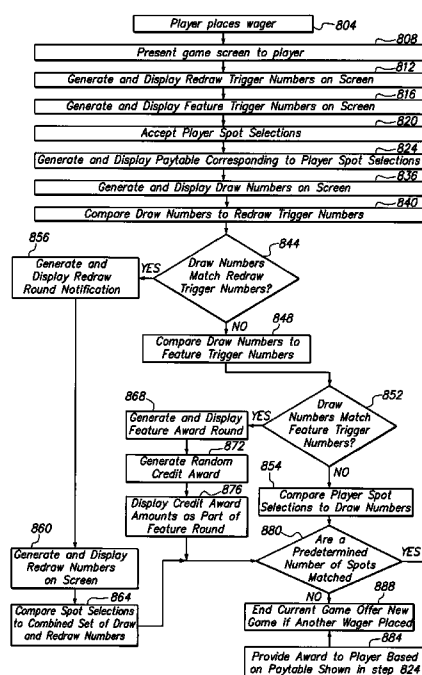 Player places wager
804
808
Present game screen to player
812
Generate and Display Redraw Trigger Numbers on Screen
816
Generate and Display Feature Trigger Numbers on Screen
820
Accept Player Spot Selections
824
Generate and Display Paytable Corresponding to Player Spot Selections
836
Generate and Display Draw Numbers on Screen
840
Compare Draw Numbers to Redraw Trigger Numbers
856
844
Generate and
Display Redraw
Round Notification
YES
Draw Numbers
Match Redraw
Trigger Numbers?
NO
848
Compare Draw Numbers to
Feature Trigger Numbers
852
868
Generate and Display
Feature Award Round
YES
Draw
Numbers Match
Feature Trigger
Numbers?
872
Generate Random
Credit Award
NO
854
876
Display Credit Award
Amounts as Part of
Feature Round
Compare Player Spot
Selections to Draw Numbers
880
860
Generate and Display
Redraw Numbers
on Screen
Are a
Predetermined
Number of Spots
Matched
YES
864
Compare Spot Selections
to Combined Set of Draw
and Redraw Numbers
NO
888
End Current Game Offer New
Game if Another Wager Placed
884
Provide Award to Player Based
on Paytable Shown in step 824